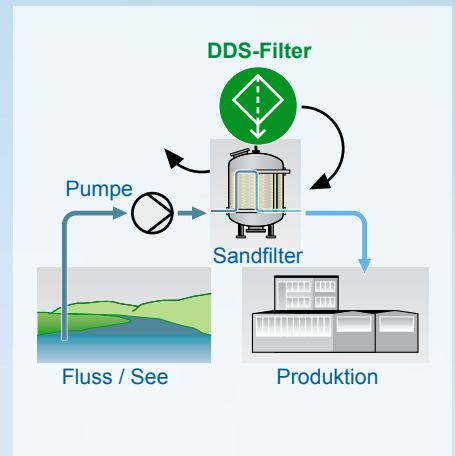 DDS-Filter
Pumpe
Sandfilter
Fluss / See
Produktion